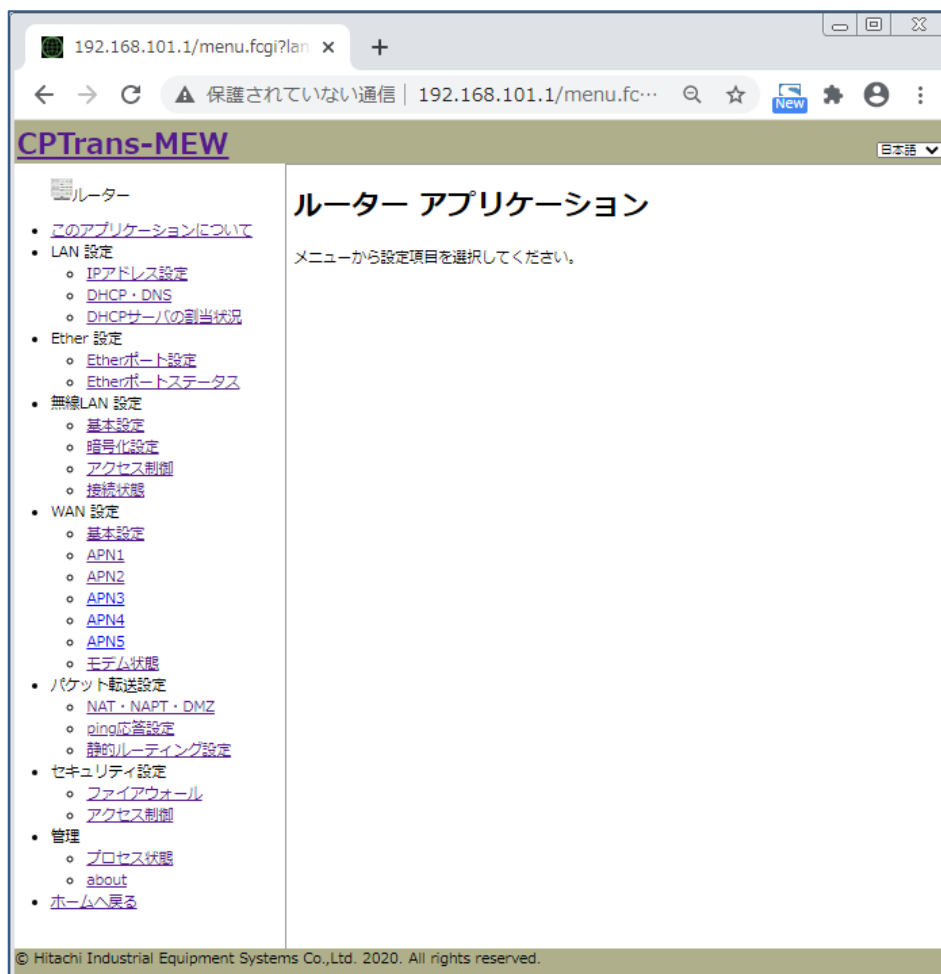 192.168.101.1/menu.fcgi?lan
保護されていない通信 | 192.168.101.1/menu.fc…
New
CPTrans-MEW
日本語
ルーター
このアプリケーションについて
LAN 設定
IPアドレス設定
DHCP・DNS
DHCPサーバの割当状況
Ether 設定
Etherポート設定
Etherポートステータス
無線LAN 設定
基本設定
暗号化設定
アクセス制御
接続状態
WAN 設定
基本設定
APN1
APN2
APN3
APN4
APN5
モデム状態
パケット転送設定
NAT・NAPT・DMZ
ping応答設定
静的ルーティング設定
セキュリティ設定
ファイアウォール
アクセス制御
管理
プロセス状態
about
ホームへ戻る
ルーター アプリケーション
メニューから設定項目を選択してください。
© Hitachi Industrial Equipment Systems Co.,Ltd. 2020. All rights reserved.